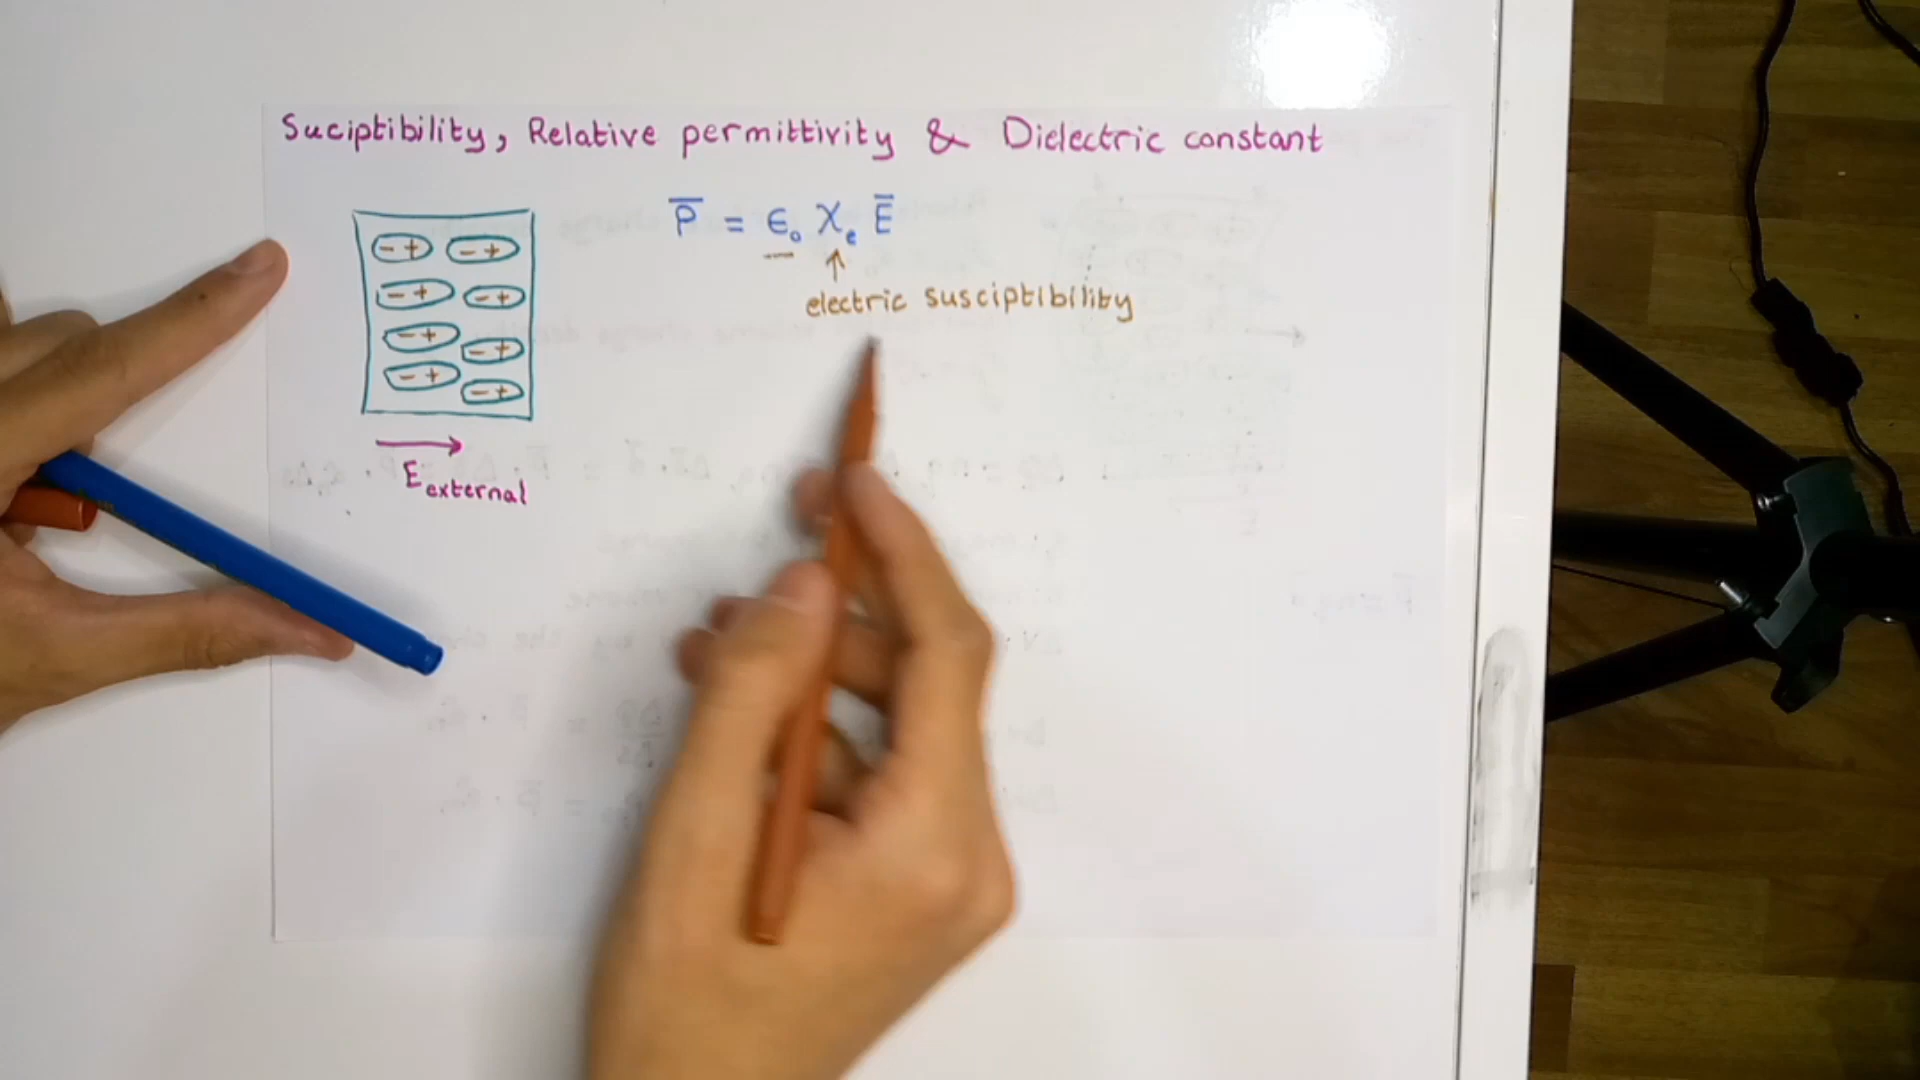 Suciptibility, Relative permittivity & Dielectric constant
P̅ = ϵ₀ χₑ E̅
electric susciptibility
- + - +
- + - +
- + - +
- + - +
E external